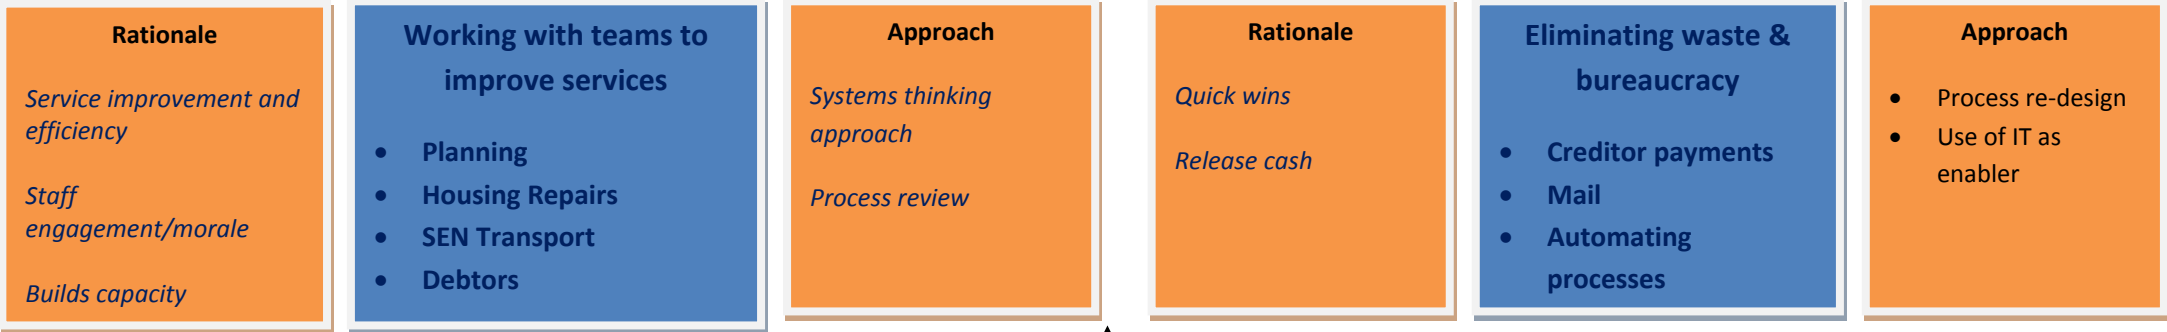 Rationale
Service improvement and
efficiency
Staff
engagement/morale
Builds capacity
Working with teams to
improve services
• Planning
• Housing Repairs
• SEN Transport
• Debtors
Approach
Systems thinking
approach
Process review
Rationale
Quick wins
Release cash
Eliminating waste &
bureaucracy
• Creditor payments
• Mail
• Automating
processes
Approach
• Process re-design
• Use of IT as
enabler